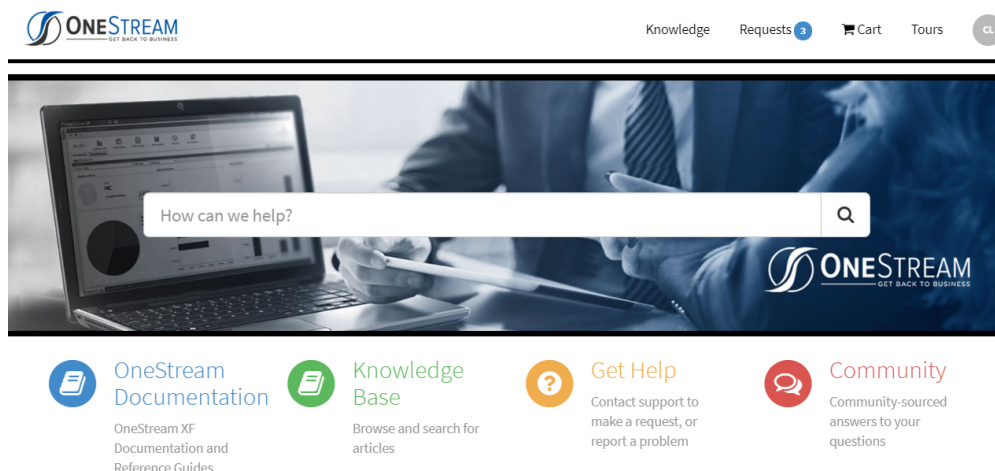 ONESTREAM
GET BACK TO BUSINESS
Knowledge
Requests 3
Cart
Tours
CL
How can we help?
ONESTREAM
GET BACK TO BUSINESS
OneStream
Documentation
OneStream XF
Documentation and
Reference Guides
Knowledge
Base
Browse and search for
articles
Get Help
Contact support to
make a request, or
report a problem
Community
Community-sourced
answers to your
questions